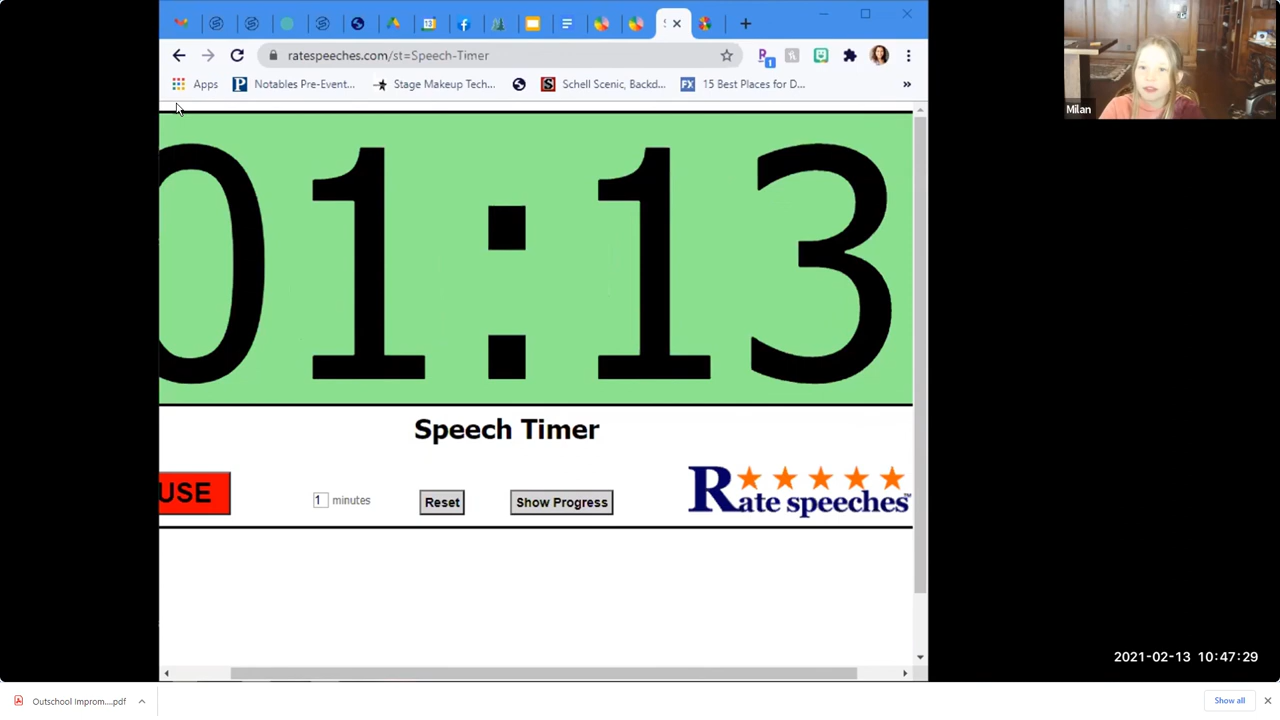 ratespeeches.com/st=Speech-Timer
Apps
Notables Pre-Event...
Stage Makeup Tech...
Schell Scenic, Backd...
15 Best Places for D...
Milan
01:13
Speech Timer
USE
1 minutes
Reset
Show Progress
Rate speeches™
2021-02-13 10:47:29
Outschool Improm....pdf
Show all